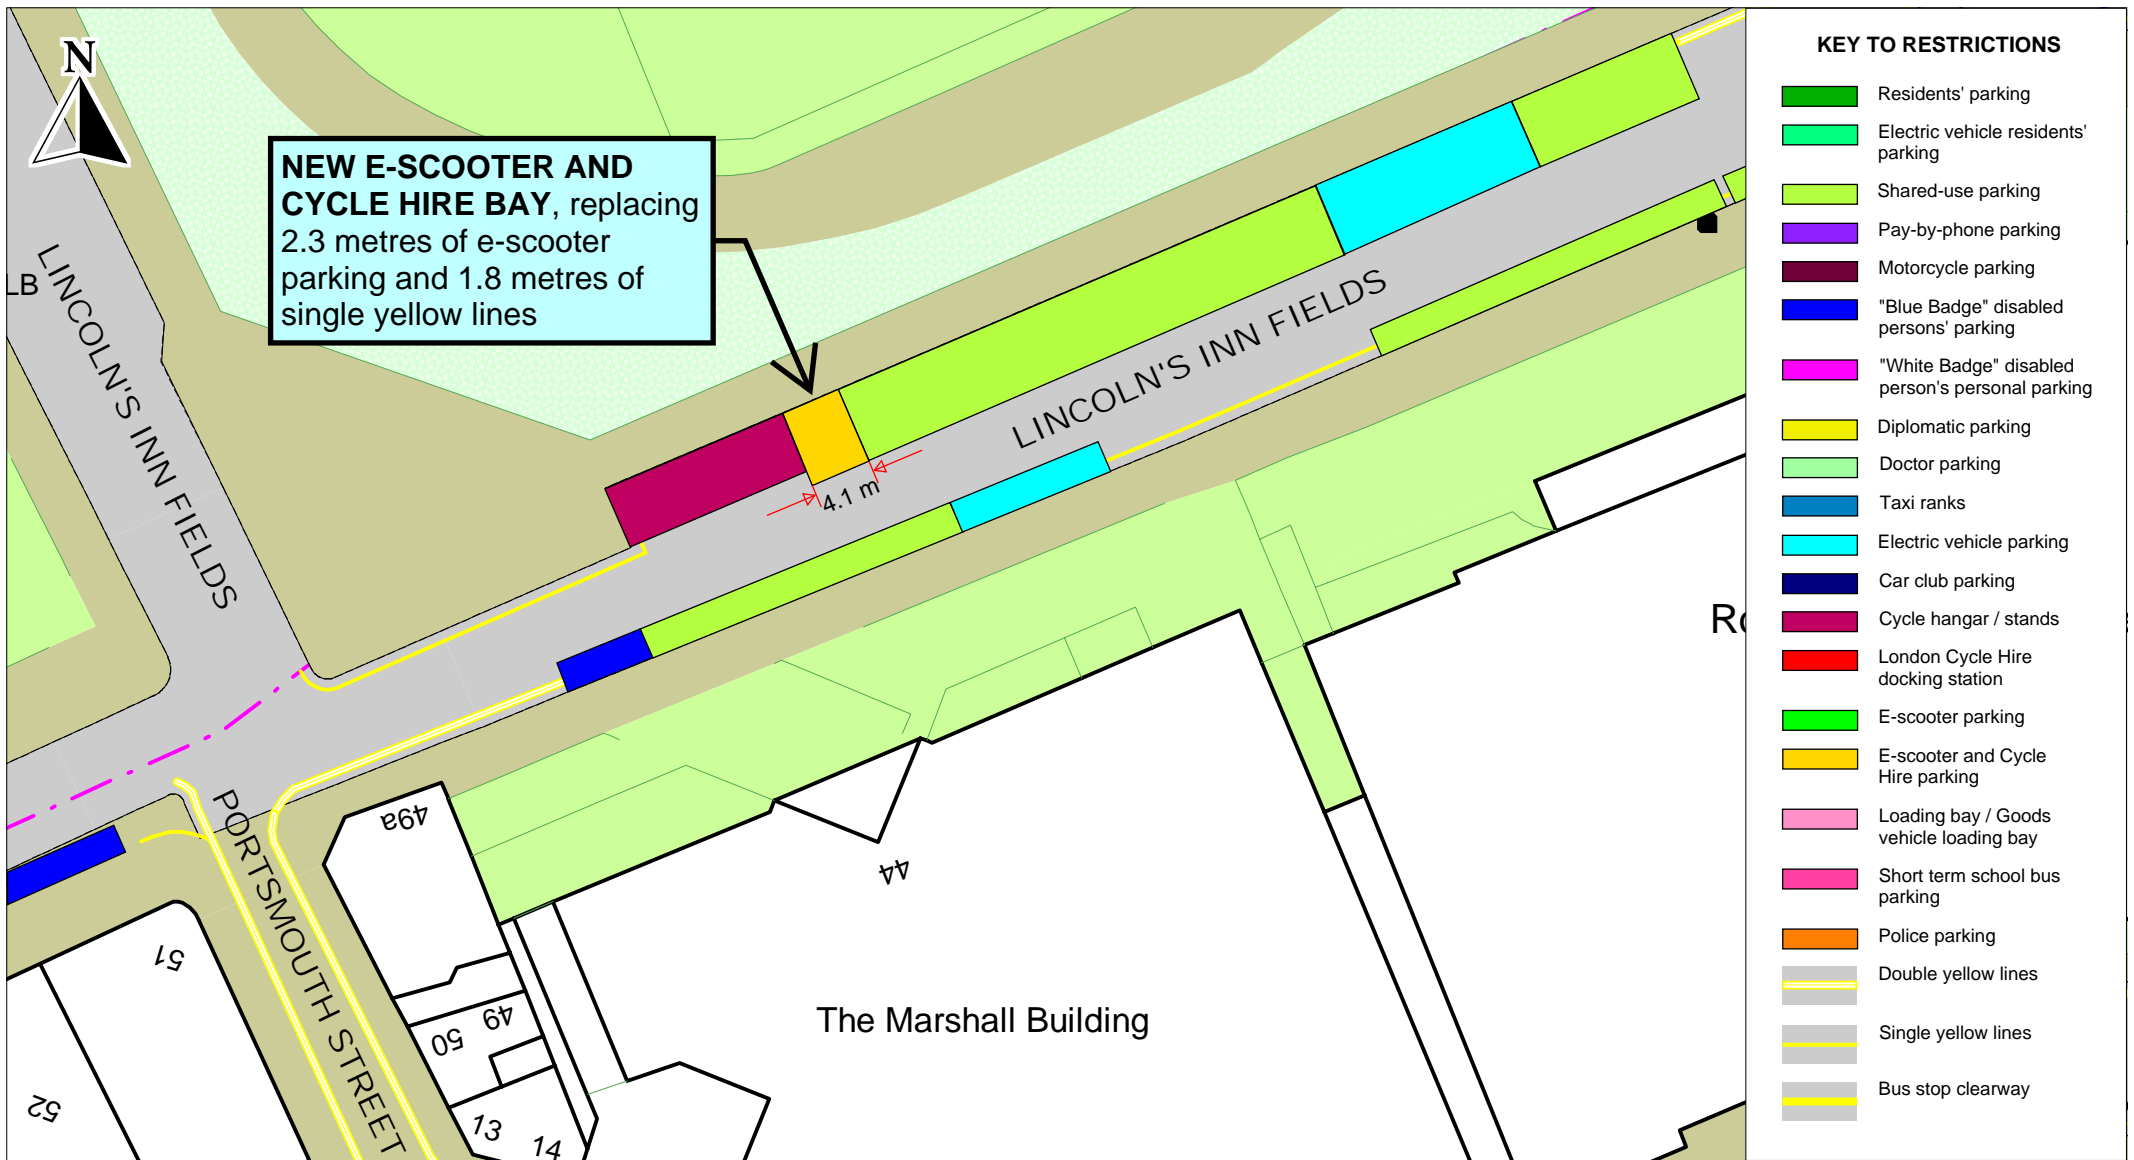 N
NEW E-SCOOTER AND
CYCLE HIRE BAY, replacing
2.3 metres of e-scooter
parking and 1.8 metres of
single yellow lines
LB
LINCOLN'S INN FIELDS
LINCOLN'S INN FIELDS
4.1 m
PORTSMOUTH STREET
49a
44
51
49
50
52
13
14
The Marshall Building
KEY TO RESTRICTIONS
Residents' parking
Electric vehicle residents'
parking
Shared-use parking
Pay-by-phone parking
Motorcycle parking
"Blue Badge" disabled
persons' parking
"White Badge" disabled
person's personal parking
Diplomatic parking
Doctor parking
Taxi ranks
Electric vehicle parking
Car club parking
Cycle hangar / stands
London Cycle Hire
docking station
E-scooter parking
E-scooter and Cycle
Hire parking
Loading bay / Goods
vehicle loading bay
Short term school bus
parking
Police parking
Double yellow lines
Single yellow lines
Bus stop clearway